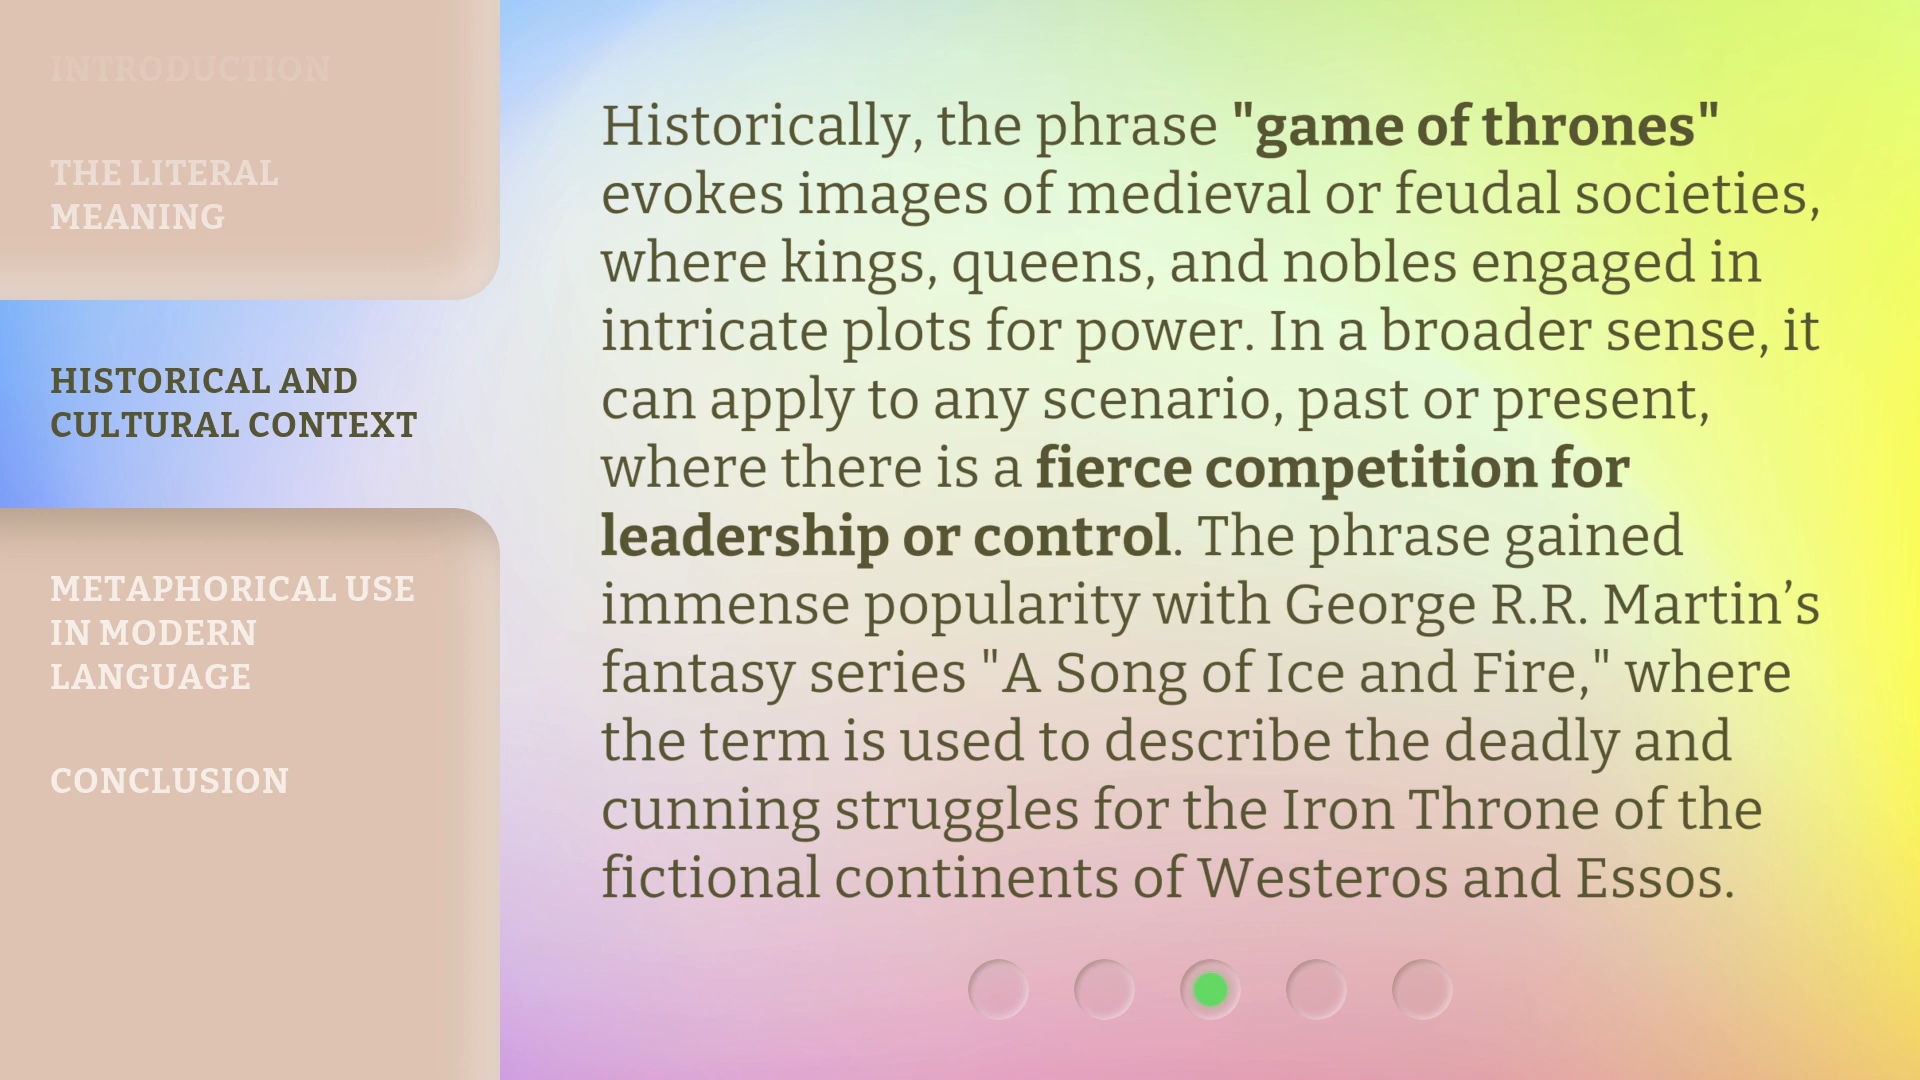 INTRODUCTION
THE LITERAL
MEANING
HISTORICAL AND
CULTURAL CONTEXT
METAPHORICAL USE
IN MODERN
LANGUAGE
CONCLUSION
Historically, the phrase "game of thrones"
evokes images of medieval or feudal societies,
where kings, queens, and nobles engaged in
intricate plots for power. In a broader sense, it
can apply to any scenario, past or present,
where there is a fierce competition for
leadership or control. The phrase gained
immense popularity with George R.R. Martin’s
fantasy series "A Song of Ice and Fire," where
the term is used to describe the deadly and
cunning struggles for the Iron Throne of the
fictional continents of Westeros and Essos.